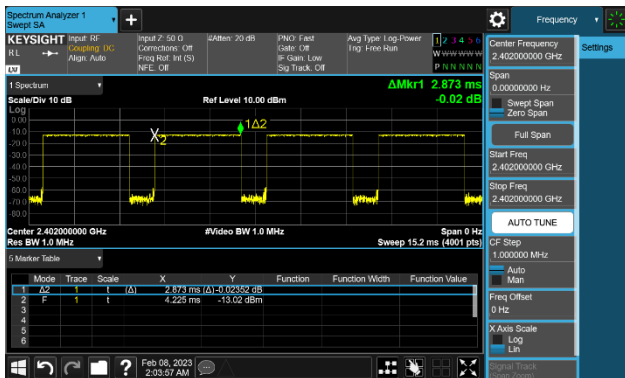 Spectrum Analyzer 1
Swept SA
+
Frequency
KEYSIGHT Input: RF Input Z: 50 Ω #Atten: 20 dB PNO: Fast Avg Type: Log-Power 1 2 3 4 5 6
RL Coupling: DC Corrections: Off Gate: Off Trig: Free Run W W W W W W
Align: Auto Freq Ref: Int (S) IF Gain: Low P N N N N N
LXI NFE: Off Sig Track: Off
1 Spectrum
ΔMkr1 2.873 ms
Scale/Div 10 dB Ref Level 10.00 dBm -0.02 dB
Log
0.00
-10.0
-20.0
-30.0
-40.0
-50.0
-60.0
-70.0
-80.0
X2
1Δ2
Center 2.402000000 GHz #Video BW 1.0 MHz Span 0 Hz
Res BW 1.0 MHz Sweep 15.2 ms (4001 pts)
5 Marker Table
Mode Trace Scale X Y Function Function Width Function Value
1 Δ2 1 t (Δ) 2.873 ms (Δ) -0.02352 dB
2 F 1 t 4.225 ms -13.02 dBm
3
4
5
6
Feb 08, 2023
2:03:57 AM
?
Center Frequency
2.402000000 GHz
Settings
Span
0.00000000 Hz
Swept Span
Zero Span
Full Span
Start Freq
2.402000000 GHz
Stop Freq
2.402000000 GHz
AUTO TUNE
CF Step
1.000000 MHz
Auto
Man
Freq Offset
0 Hz
X Axis Scale
Log
Lin
Signal Track
(Span Zoom)